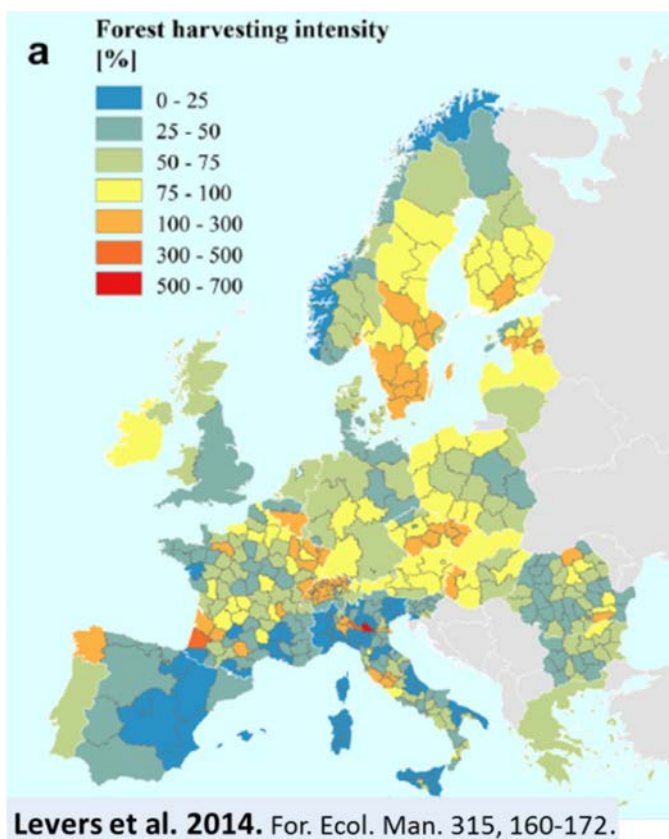 a
Forest harvesting intensity
[%]
0 - 25
25 - 50
50 - 75
75 - 100
100 - 300
300 - 500
500 - 700
Levers et al. 2014. For. Ecol. Man. 315, 160-172.